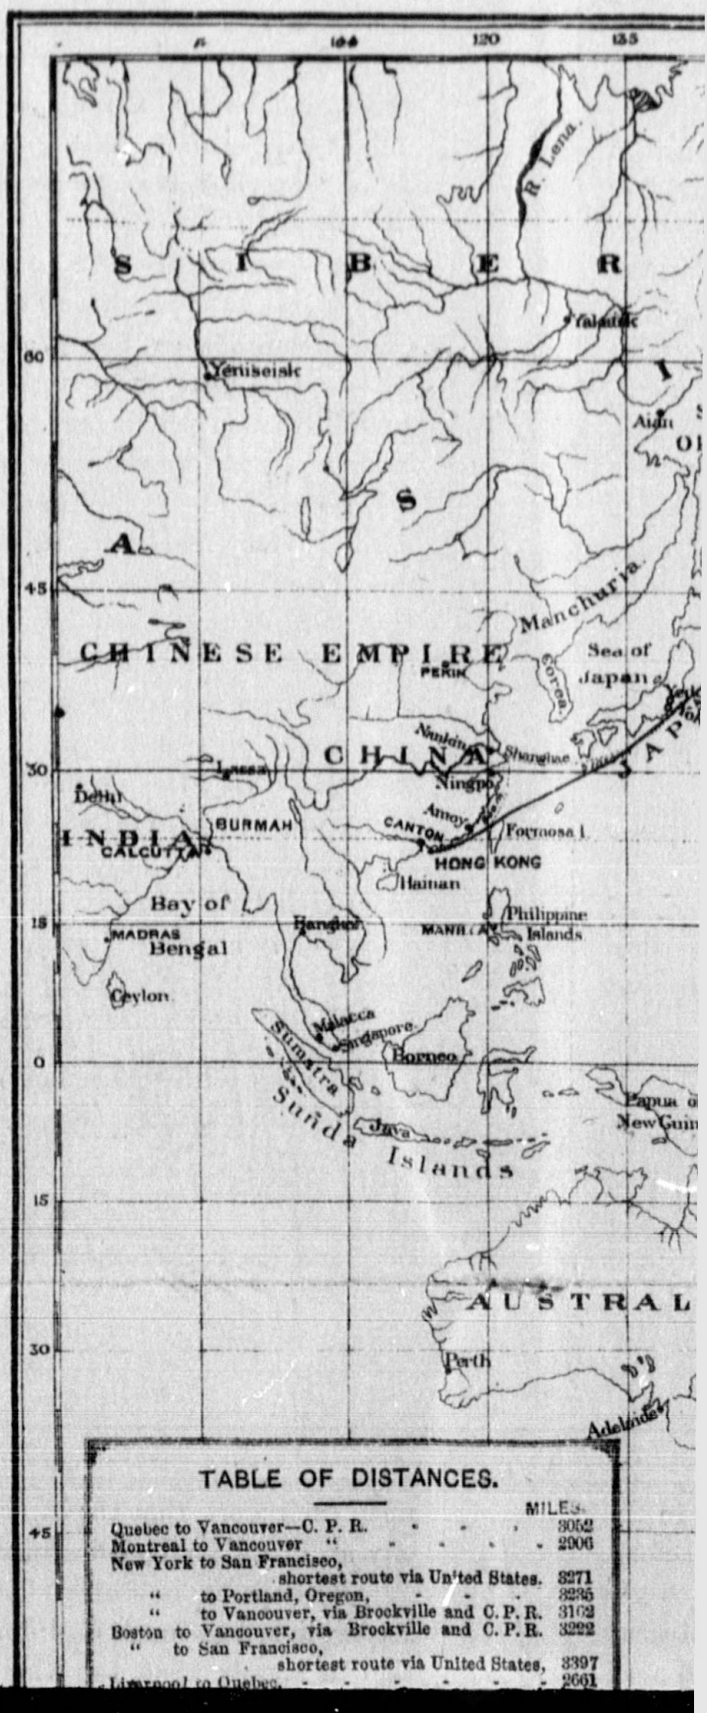 120 135
R. Lena.
S I B E R
60
Yeniseisk
I
Aian
S
A
45
Manchuria
CHINESE EMPIRE
PEKIN
Corea
Sea of
Japan
Nankin
CHINA
Shanghae
JAP
30
Lassa
Ningpo
Delhi
BURMAH
Amoy
CANTON
Formosa I.
INDIA
CALCUTTA
HONG KONG
Hainan
Bay of
Bengal
15
MADRAS
Bangkok
MANILLA
Philippine
Islands
Ceylon
Malacca
Singapore
Sumatra
Borneo
0
Papua o
New Guin
Sunda Islands
Java
15
AUSTRAL
30
Perth
Adelaide
45
TABLE OF DISTANCES.
MILES.
Quebec to Vancouver—C. P. R. - - - 3052
Montreal to Vancouver “ - - - - 2906
New York to San Francisco,
shortest route via United States. 3271
“ to Portland, Oregon, - - - 3235
“ to Vancouver, via Brockville and C. P. R. 3162
Boston to Vancouver, via Brockville and C. P. R. 3222
“ to San Francisco,
shortest route via United States, 3397
Liverpool to Quebec, - - - - - - 2661